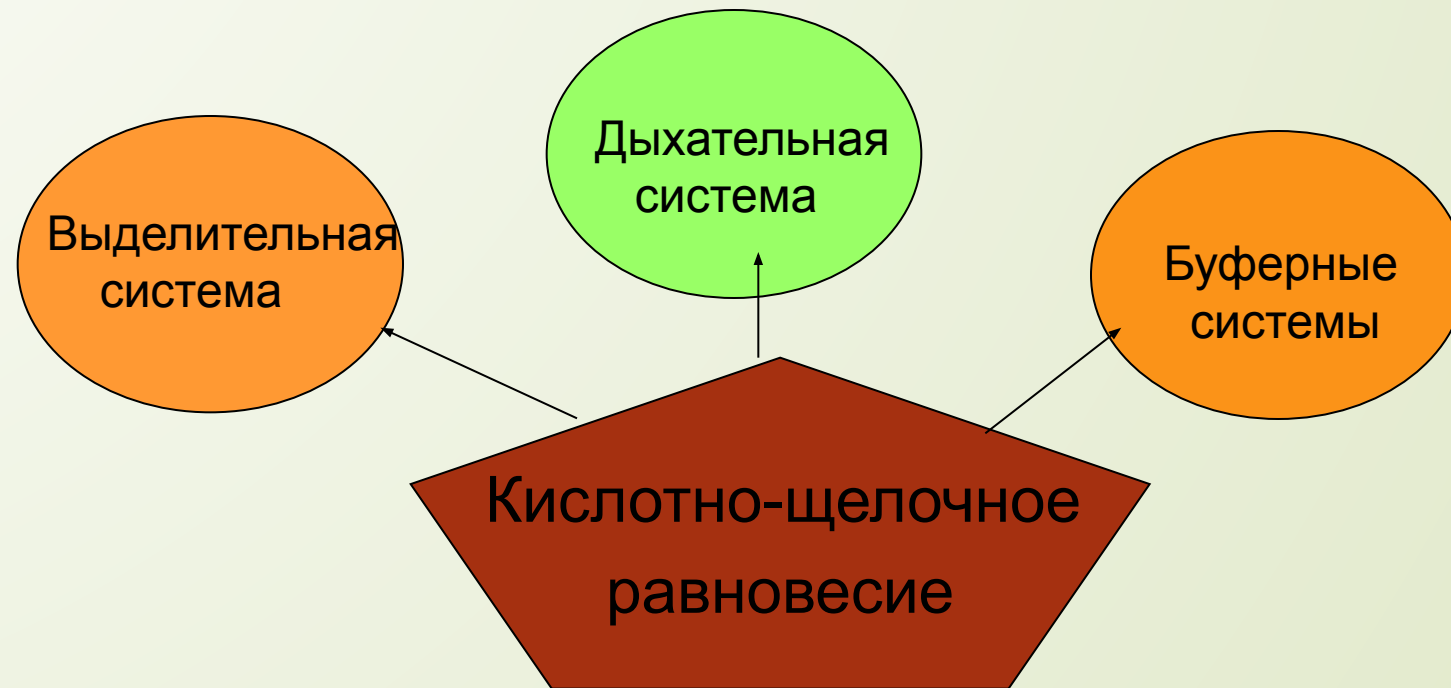 Выделительная
система
Дыхательная
система
Буферные
системы
Кислотно-щелочное
равновесие